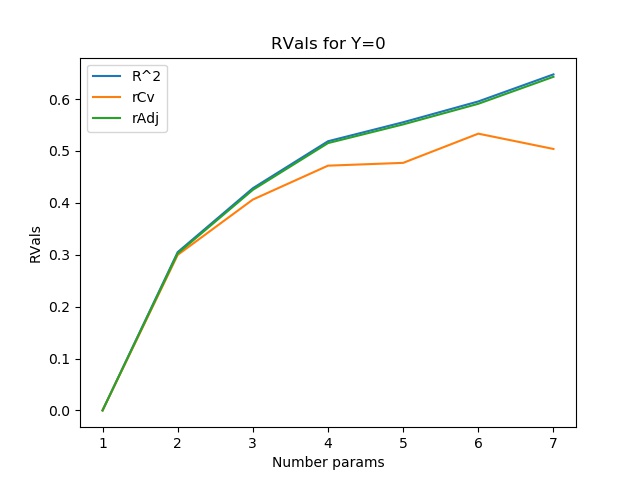 RVals for Y=0
R^2
rCv
rAdj
RVals
0.6
0.5
0.4
0.3
0.2
0.1
0.0
1 2 3 4 5 6 7
Number params